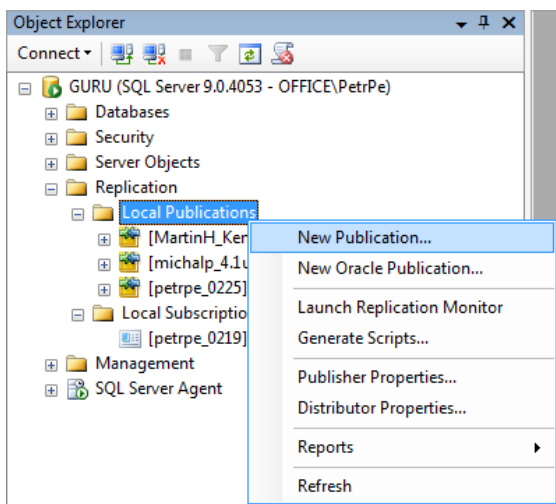 Object Explorer
Connect
GURU (SQL Server 9.0.4053 - OFFICE\PetrPe)
Databases
Security
Server Objects
Replication
Local Publications
[MartinH_Ken
New Publication...
[michalp_4.1u
New Oracle Publication...
[petrpe_0225]
Launch Replication Monitor
Local Subscriptio
Generate Scripts...
[petrpe_0219]
Management
Publisher Properties...
SQL Server Agent
Distributor Properties...
Reports
Refresh